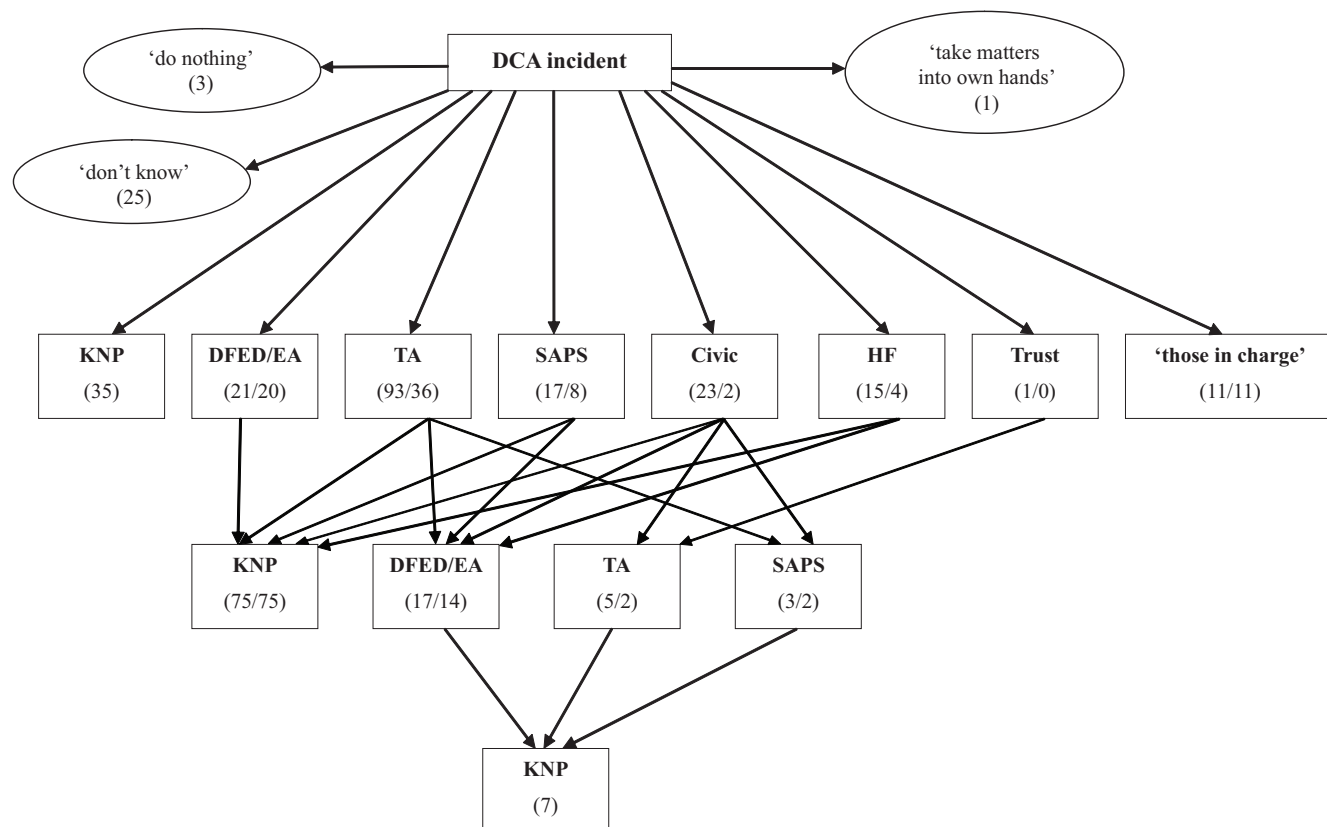 ‘do nothing’
(3)
DCA incident
‘take matters
into own hands’
(1)
‘don’t know’
(25)
KNP
(35)
DFED/EA
(21/20)
TA
(93/36)
SAPS
(17/8)
Civic
(23/2)
HF
(15/4)
Trust
(1/0)
‘those in charge’
(11/11)
KNP
(75/75)
DFED/EA
(17/14)
TA
(5/2)
SAPS
(3/2)
KNP
(7)